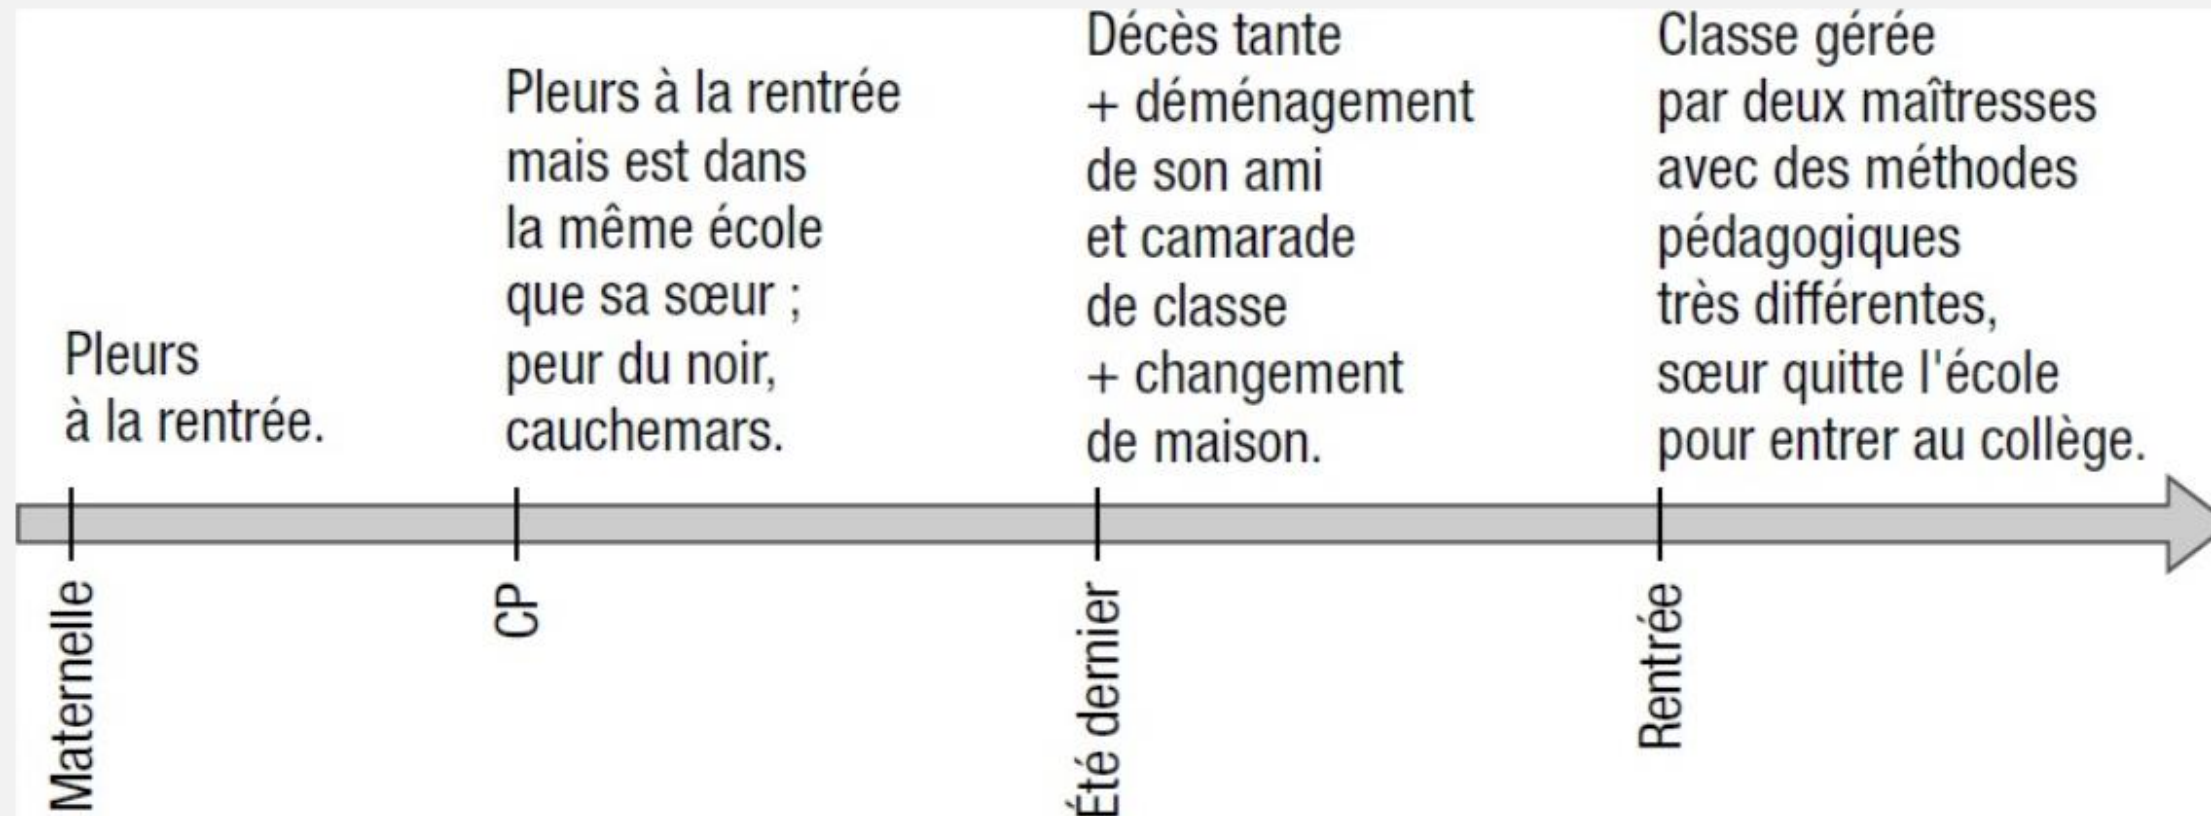 Pleurs
à la rentrée.
Pleurs à la rentrée
mais est dans
la même école
que sa sœur ;
peur du noir,
cauchemars.
Décès tante
+ déménagement
de son ami
et camarade
de classe
+ changement
de maison.
Classe gérée
par deux maîtresses
avec des méthodes
pédagogiques
très différentes,
sœur quitte l'école
pour entrer au collège.
Maternelle
CP
Été dernier
Rentrée